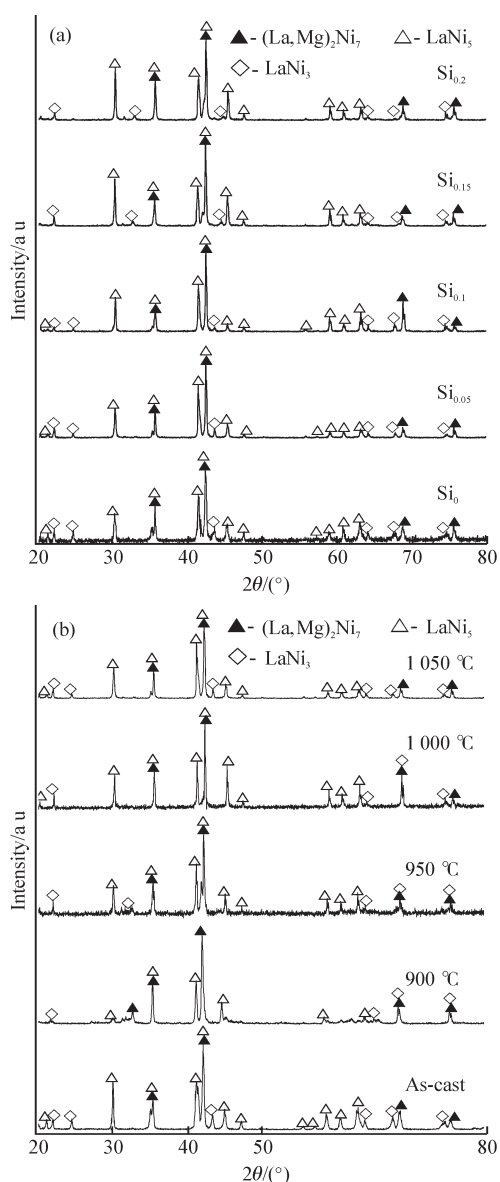 (a)
▲- (La,Mg)₂Ni₇ △- LaNi₅
◇- LaNi₃
Si₀.₂
Si₀.₁₅
Si₀.₁
Si₀.₀₅
Si₀
Intensity/a u
20 30 40 50 60 70 80
2θ/(°)
(b)
▲- (La,Mg)₂Ni₇ △- LaNi₅
◇- LaNi₃
1 050 ℃
1 000 ℃
950 ℃
900 ℃
As-cast
Intensity/a u
20 30 40 50 80
2θ/(°)